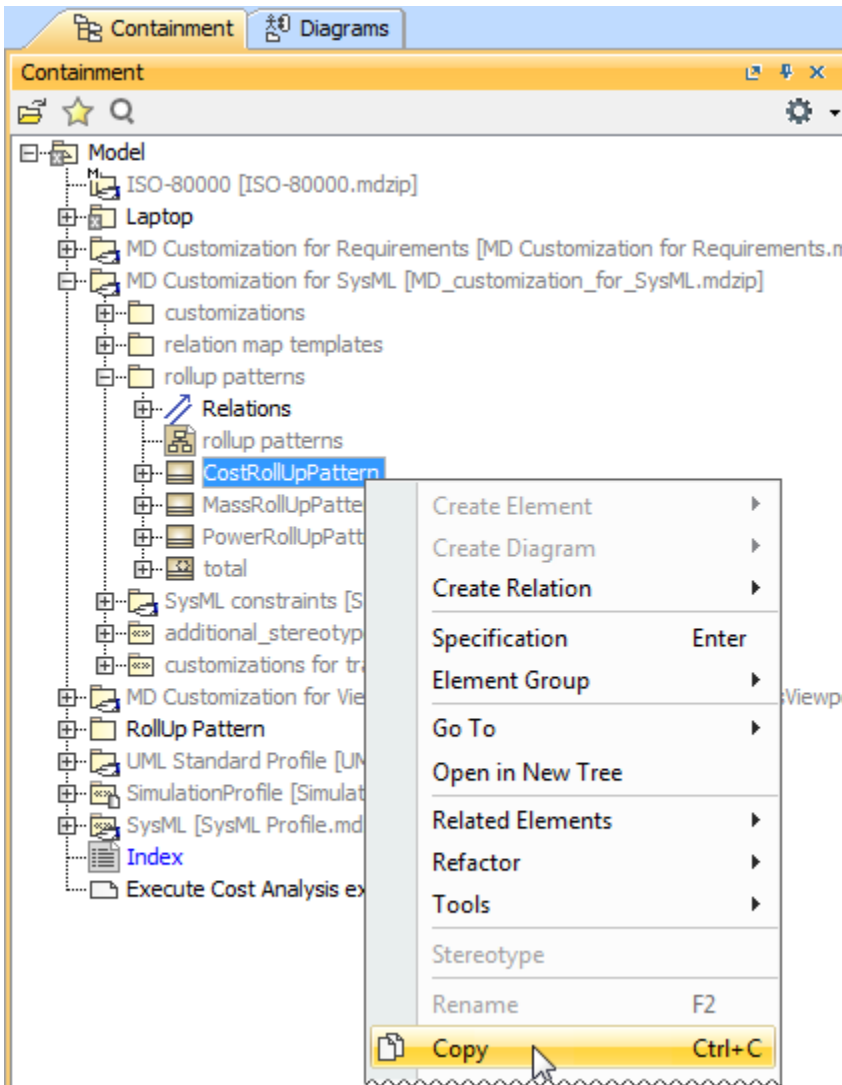 Containment
Diagrams
Containment
Model
ISO-80000 [ISO-80000.mdzip]
Laptop
MD Customization for Requirements [MD Customization for Requirements.m
MD Customization for SysML [MD_customization_for_SysML.mdzip]
customizations
relation map templates
rollup patterns
Relations
rollup patterns
CostRollUpPattern
MassRollUpPatte
PowerRollUpPatt
total
SysML constraints [S
additional_stereotyp
customizations for tra
MD Customization for Vie
sViewp
RollUp Pattern
UML Standard Profile [UM
SimulationProfile [Simulat
SysML [SysML Profile.md
Index
Execute Cost Analysis ex
Create Element
Create Diagram
Create Relation
Specification Enter
Element Group
Go To
Open in New Tree
Related Elements
Refactor
Tools
Stereotype
Rename F2
Copy Ctrl+C